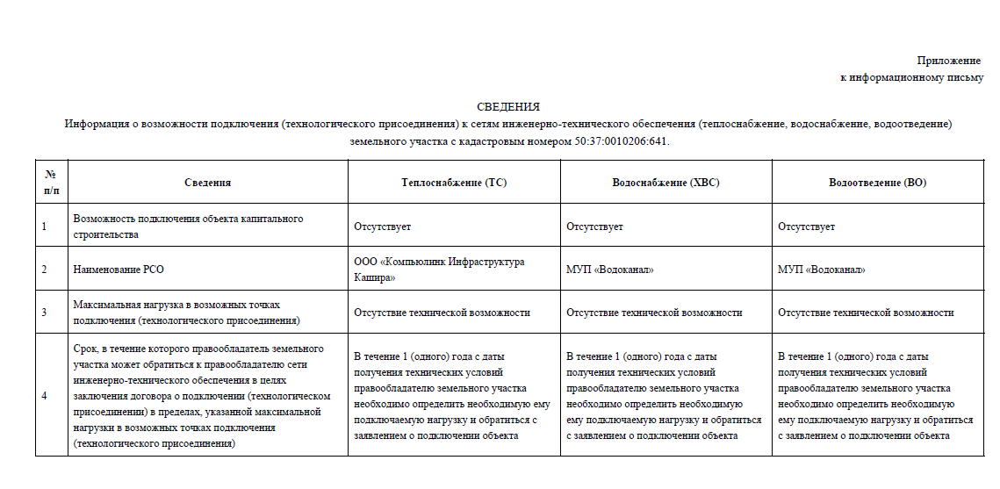 Приложение
к информационному письму
СВЕДЕНИЯ
Информация о возможности подключения (технологического присоединения) к сетям инженерно-технического обеспечения (теплоснабжение, водоснабжение, водоотведение)
земельного участка с кадастровым номером 50:37:0010206:641.
№
п/п
Сведения
Теплоснабжение (ТС)
Водоснабжение (ХВС)
Водоотведение (ВО)
1
Возможность подключения объекта капитального
строительства
Отсутствует
Отсутствует
Отсутствует
2
Наименование РСО
ООО «Компьюлинк Инфраструктура
Кашира»
МУП «Водоканал»
МУП «Водоканал»
3
Максимальная нагрузка в возможных точках
подключения (технологического присоединения)
Отсутствие технической возможности
Отсутствие технической возможности
Отсутствие технической возможности
4
Срок, в течение которого правообладатель земельного
участка может обратиться к правообладателю сети
инженерно-технического обеспечения в целях
заключения договора о подключении (технологическом
присоединении) в пределах, указанной максимальной
нагрузки в возможных точках подключения
(технологического присоединения)
В течение 1 (одного) года с даты
получения технических условий
правообладателю земельного участка
необходимо определить необходимую ему
подключаемую нагрузку и обратиться с
заявлением о подключении объекта
В течение 1 (одного) года с даты
получения технических условий
правообладателю земельного участка
необходимо определить необходимую
ему подключаемую нагрузку и обратиться
с заявлением о подключении объекта
В течение 1 (одного) года с даты
получения технических условий
правообладателю земельного участка
необходимо определить необходимую
ему подключаемую нагрузку и обратиться
с заявлением о подключении объекта